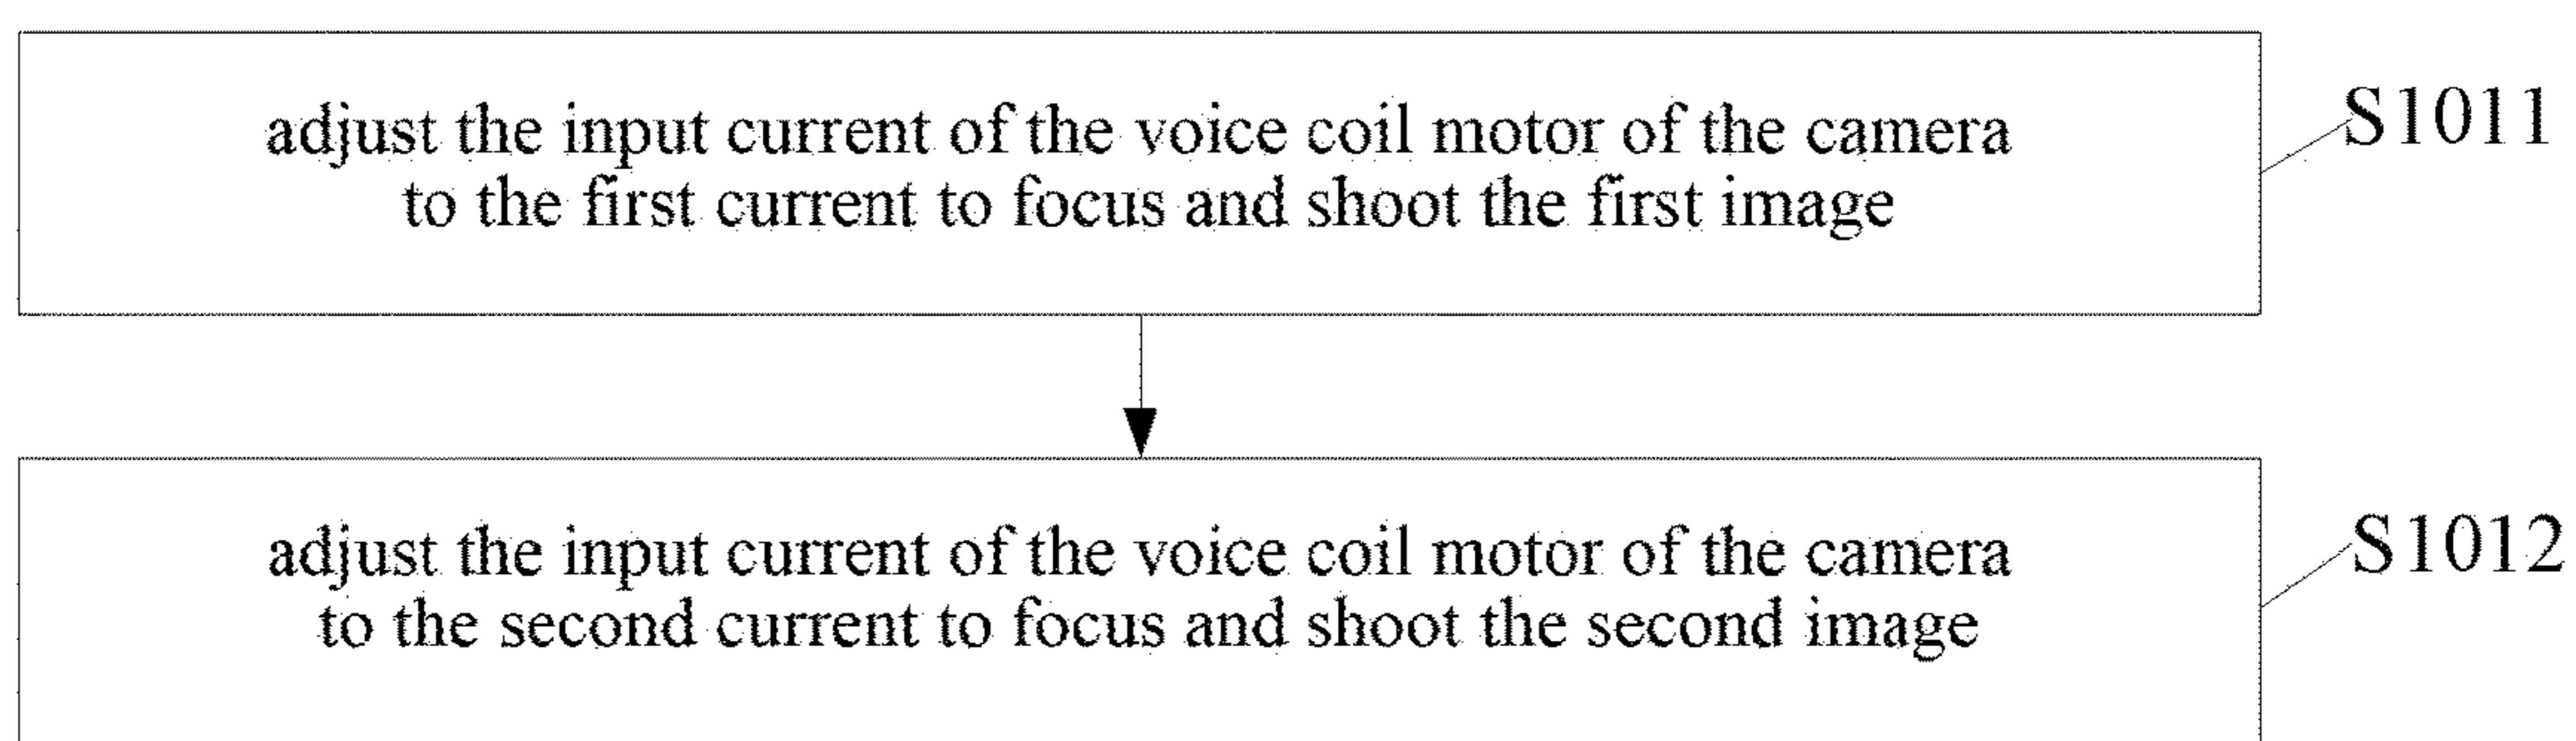 adjust the input current of the voice coil motor of the camera
to the first current to focus and shoot the first image
S1011
adjust the input current of the voice coil motor of the camera
to the second current to focus and shoot the second image
S1012